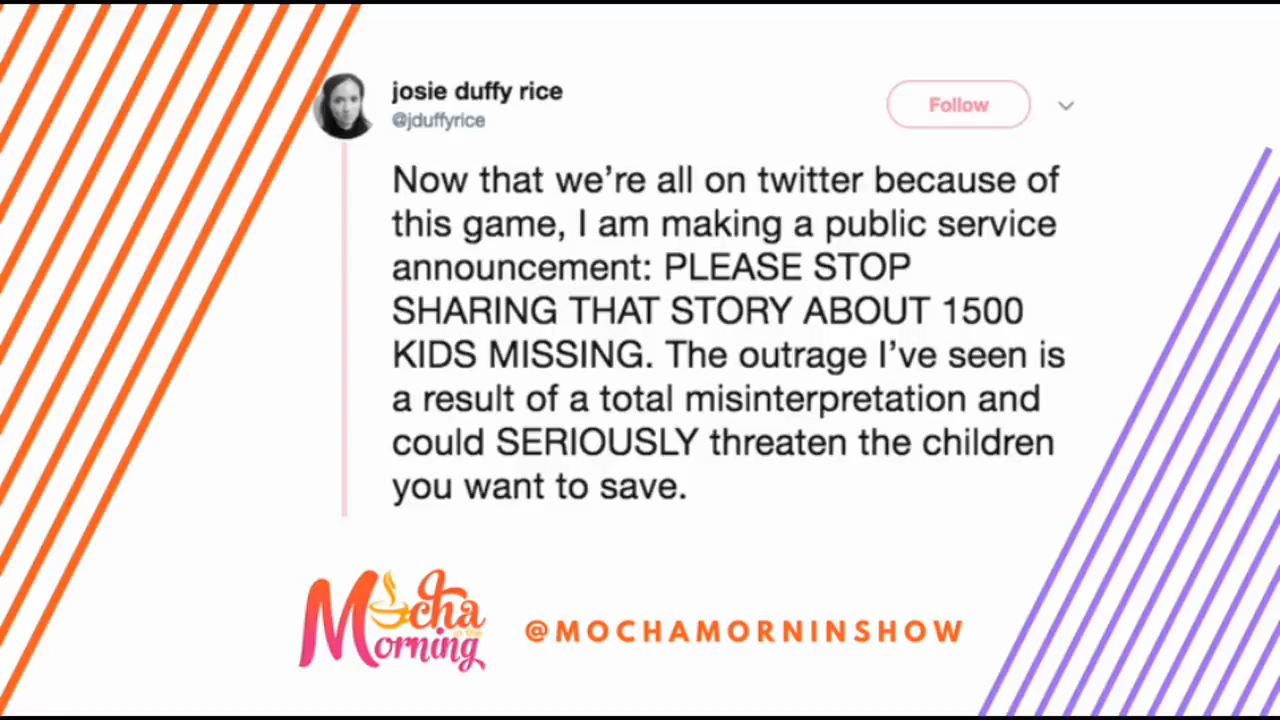 josie duffy rice
@jduffyrice
Follow
Now that we're all on twitter because of
this game, I am making a public service
announcement: PLEASE STOP
SHARING THAT STORY ABOUT 1500
KIDS MISSING. The outrage I've seen is
a result of a total misinterpretation and
could SERIOUSLY threaten the children
you want to save.
Mocha
in the
Morning
@MOCHAMORNINSHOW